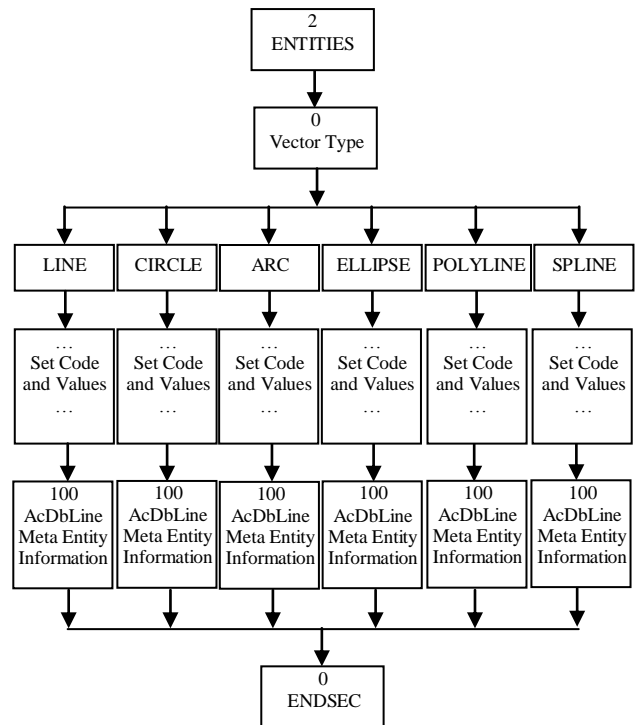 2
ENTITIES
0
Vector Type
LINE
CIRCLE
ARC
ELLIPSE
POLYLINE
SPLINE
...
Set Code
and Values
...
...
Set Code
and Values
...
...
Set Code
and Values
...
...
Set Code
and Values
...
...
Set Code
and Values
...
...
Set Code
and Values
...
100
AcDbLine
Meta Entity
Information
100
AcDbLine
Meta Entity
Information
100
AcDbLine
Meta Entity
Information
100
AcDbLine
Meta Entity
Information
100
AcDbLine
Meta Entity
Information
100
AcDbLine
Meta Entity
Information
0
ENDSEC